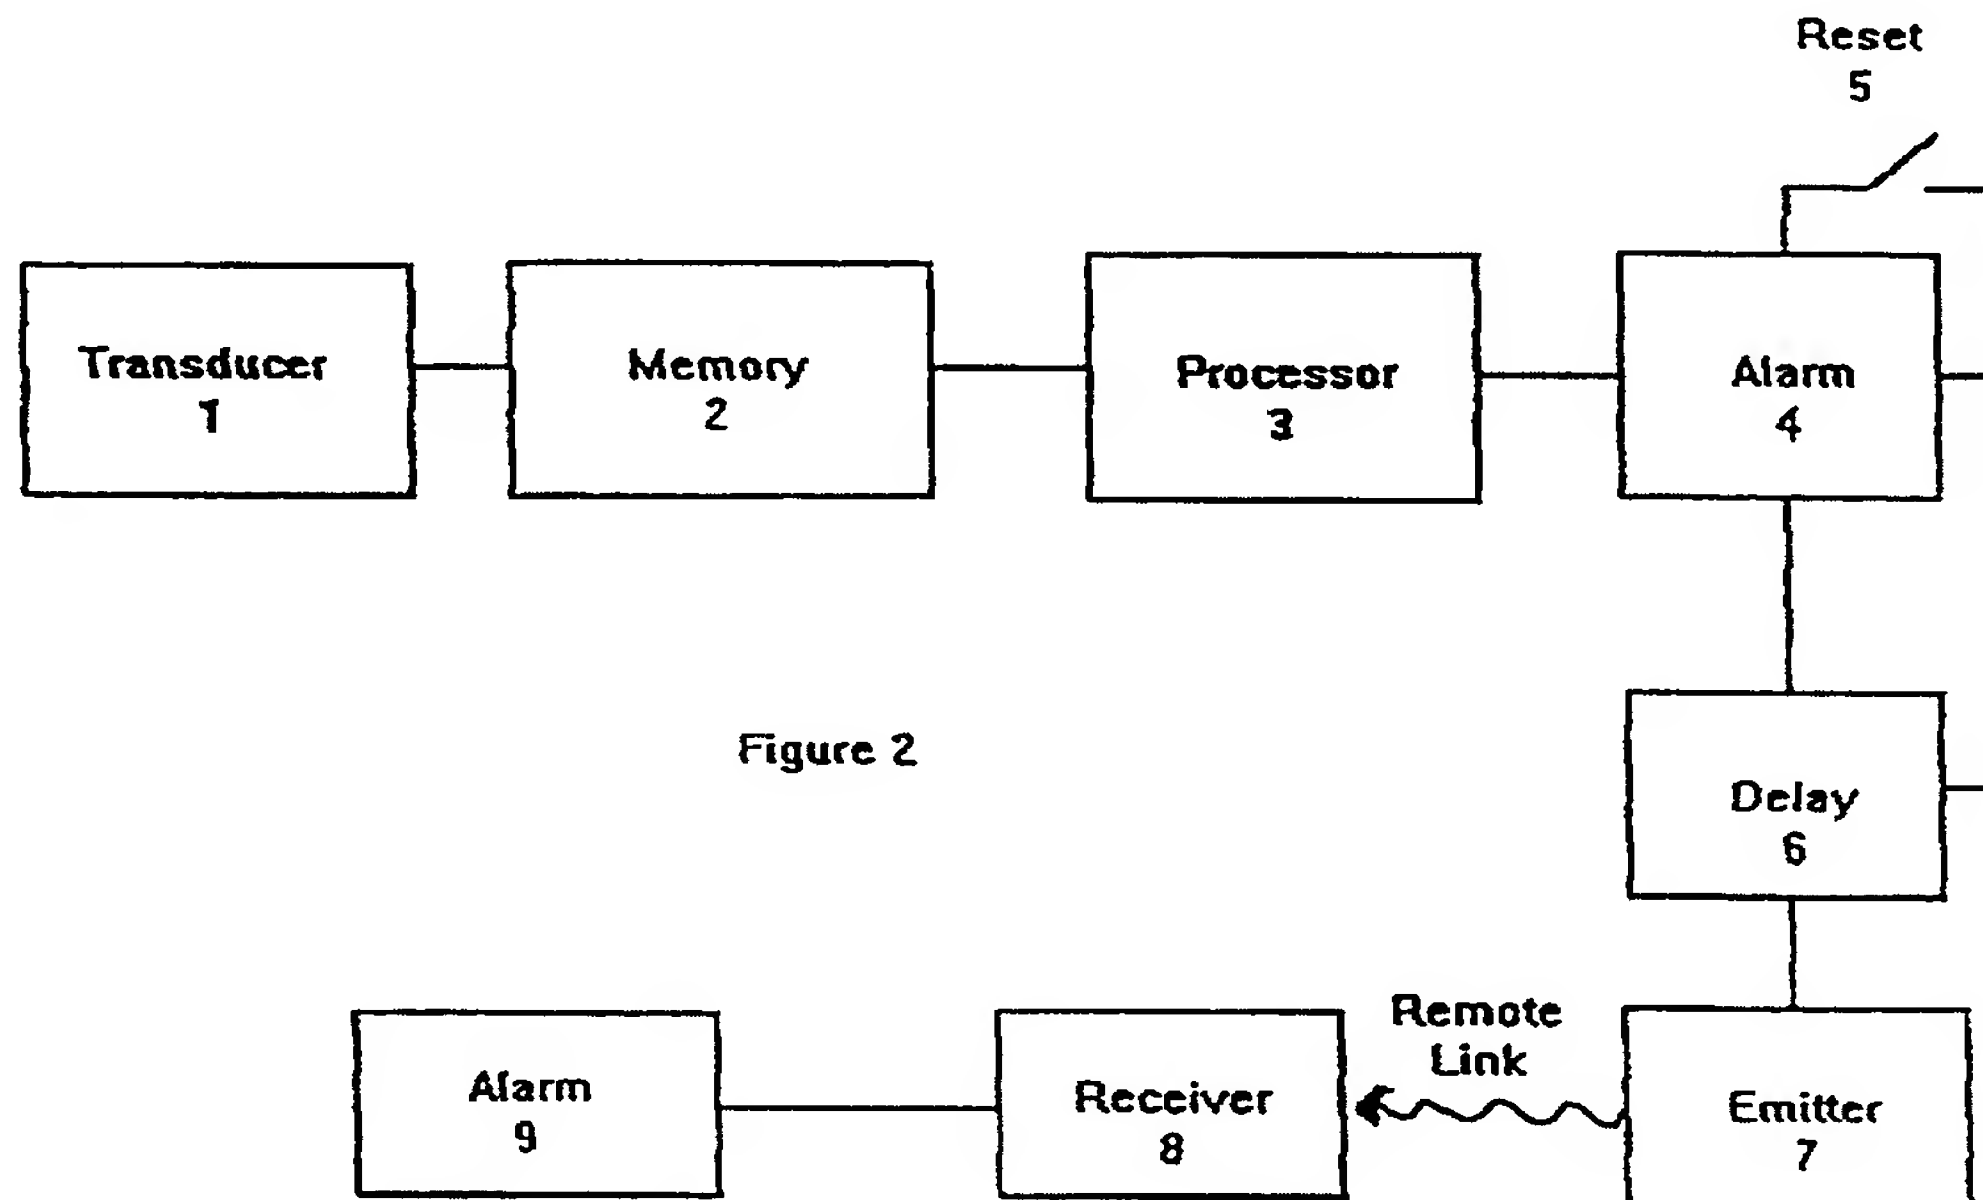 Reset
5
Transducer
1
Memory
2
Processor
3
Alarm
4
Figure 2
Delay
6
Remote
Link
Alarm
9
Receiver
8
Emitter
7